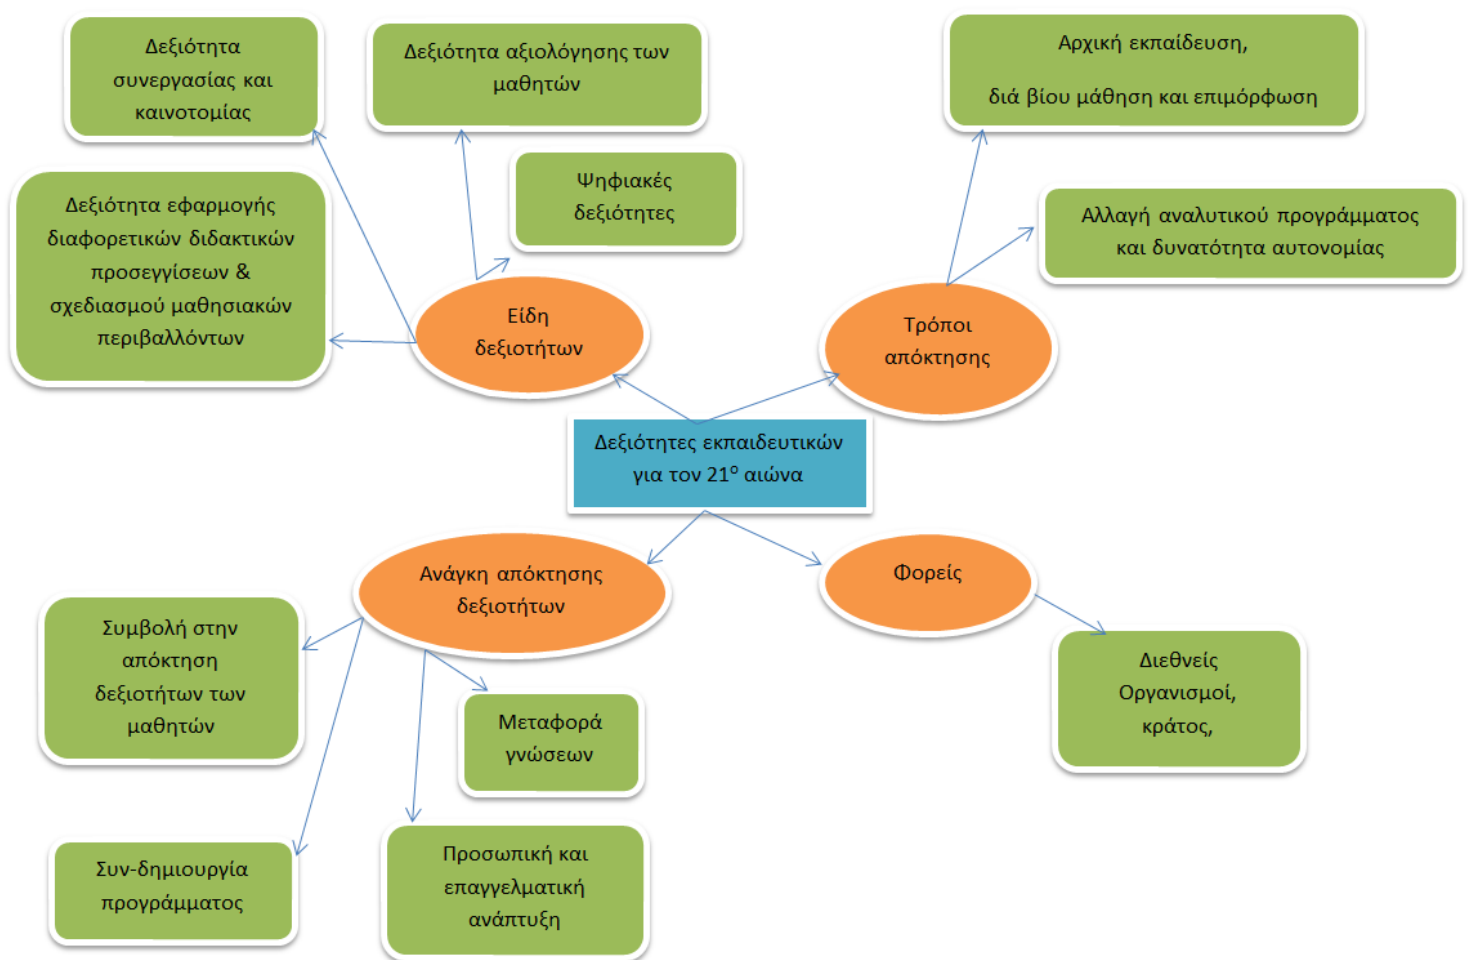 Δεξιότητα
συνεργασίας και
καινοτομίας
Δεξιότητα αξιολόγησης των
μαθητών
Αρχική εκπαίδευση,
διά βίου μάθηση και επιμόρφωση
Ψηφιακές
δεξιότητες
Δεξιότητα εφαρμογής
διαφορετικών διδακτικών
προσεγγίσεων &
σχεδιασμού μαθησιακών
περιβαλλόντων
Αλλαγή αναλυτικού προγράμματος
και δυνατότητα αυτονομίας
Είδη
δεξιοτήτων
Τρόποι
απόκτησης
Δεξιότητες εκπαιδευτικών
για τον 21ο αιώνα
Ανάγκη απόκτησης
δεξιοτήτων
Φορείς
Συμβολή στην
απόκτηση
δεξιοτήτων των
μαθητών
Διεθνείς
Οργανισμοί,
κράτος,
Μεταφορά
γνώσεων
Συν-δημιουργία
προγράμματος
Προσωπική και
επαγγελματική
ανάπτυξη